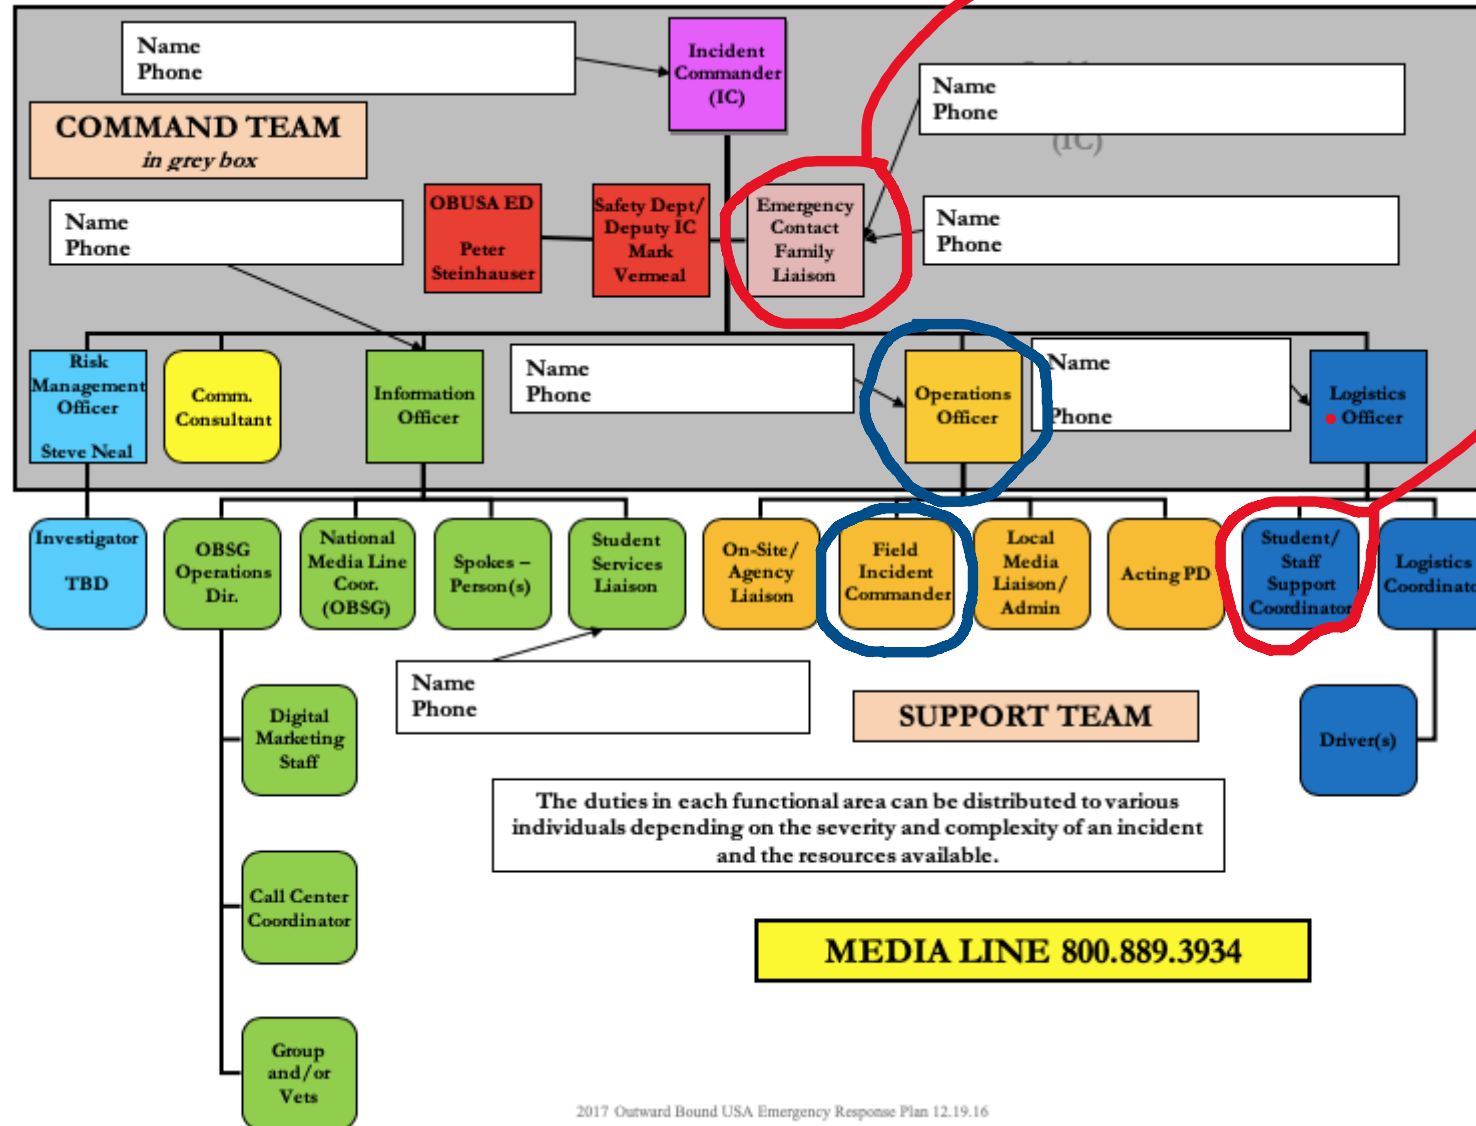 Name
Phone
Incident
Commander
(IC)
Name
Phone
(IC)
COMMAND TEAM
in grey box
Name
Phone
OBUSA ED
Peter
Steinhauser
Safety Dept/
Deputy IC
Mark
Vermeal
Emergency
Contact
Family
Liaison
Name
Phone
Risk
Management
Officer
Steve Neal
Comm.
Consultant
Information
Officer
Name
Phone
Operations
Officer
Name
Phone
Logistics
Officer
Investigator
TBD
OBSG
Operations
Dir.
National
Media Line
Coor.
(OBSG)
Spokes –
Person(s)
Student
Services
Liaison
On-Site/
Agency
Liaison
Field
Incident
Commander
Local
Media
Liaison/
Admin
Acting PD
Student/
Staff
Support
Coordinator
Logistics
Coordinato
Name
Phone
Digital
Marketing
Staff
SUPPORT TEAM
Driver(s)
The duties in each functional area can be distributed to various
individuals depending on the severity and complexity of an incident
and the resources available.
Call Center
Coordinator
MEDIA LINE 800.889.3934
Group
and/or
Vets
2017 Outward Bound USA Emergency Response Plan 12.19.16